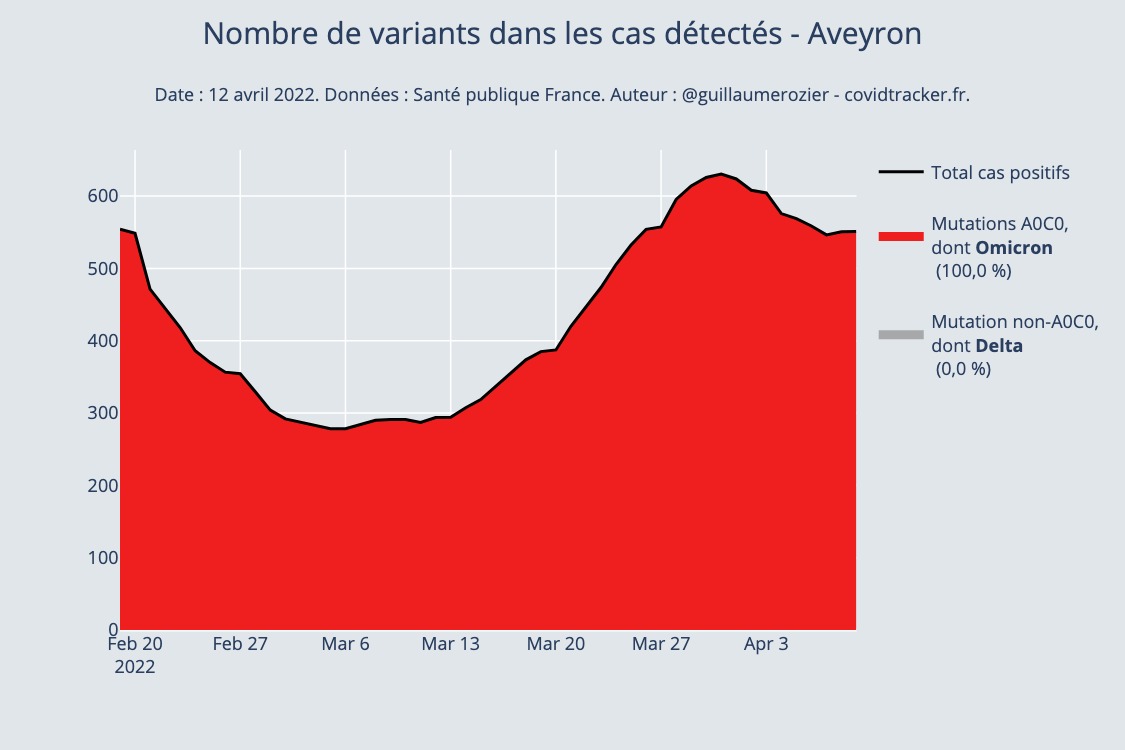 Nombre de variants dans les cas détectés - Aveyron
Date : 12 avril 2022. Données : Santé publique France. Auteur : @guillaumerozier - covidtracker.fr.
Total cas positifs
Mutations A0C0,
dont Omicron
(100,0 %)
Mutation non-A0C0,
dont Delta
(0,0 %)
600
500
400
300
200
100
0
Feb 20 Feb 27 Mar 6 Mar 13 Mar 20 Mar 27 Apr 3
2022